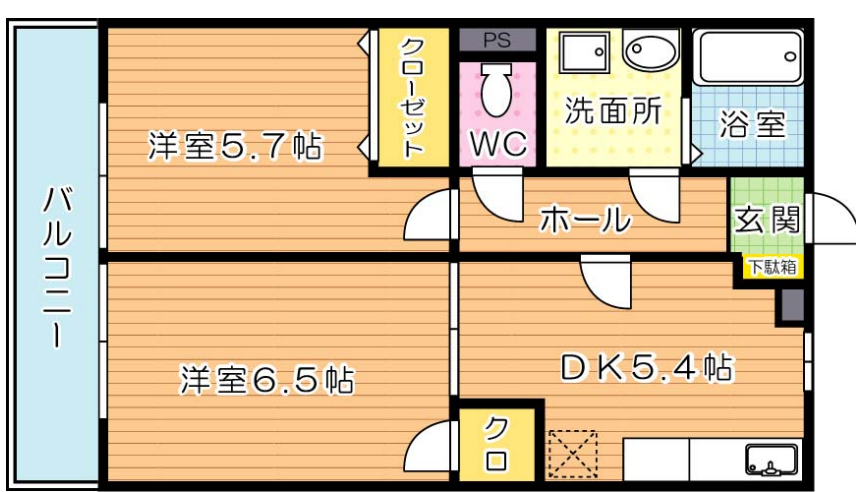 クローゼット
PS
洋室5.7帖
WC
洗面所
浴室
バルコニー
ホール
玄関
下駄箱
洋室6.5帖
DK5.4帖
クロ